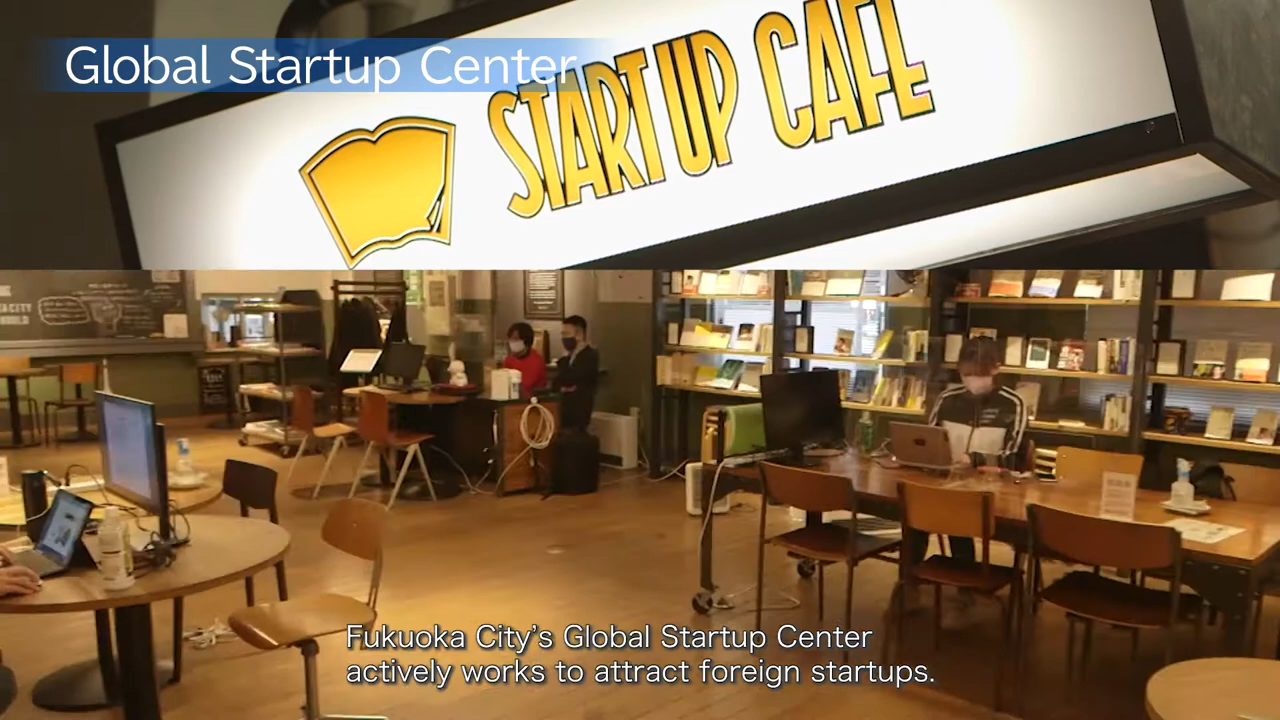 Global Startup Center
STARTUP CAFE
Fukuoka City's Global Startup Center
actively works to attract foreign startups.